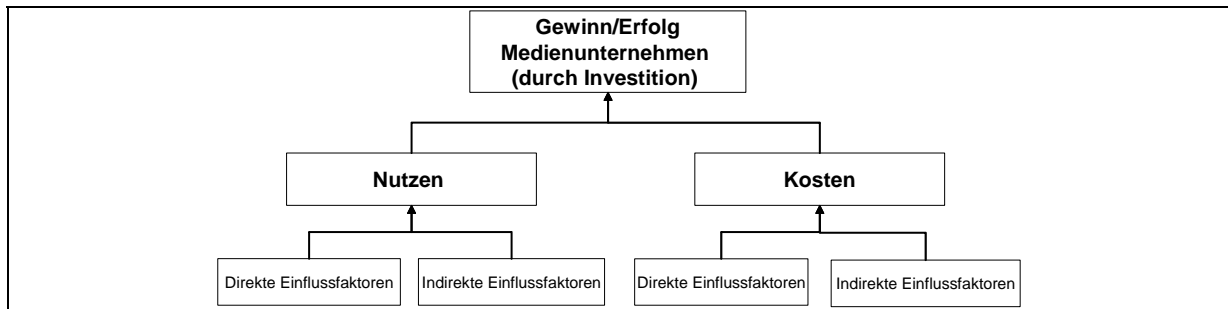 Gewinn/Erfolg
Medienunternehmen
(durch Investition)
Nutzen
Kosten
Direkte Einflussfaktoren
Indirekte Einflussfaktoren
Direkte Einflussfaktoren
Indirekte Einflussfaktoren